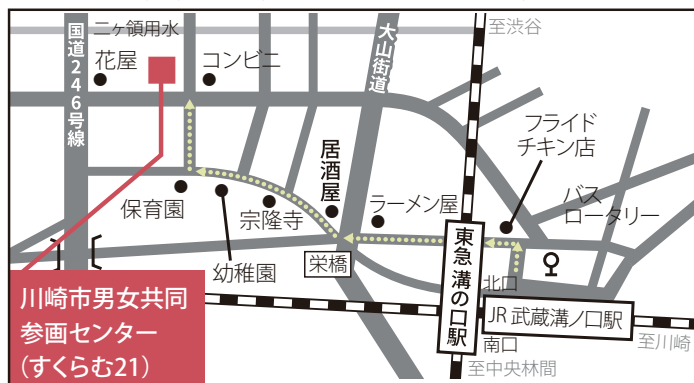 二ヶ領用水
至渋谷
国道246号線
花屋
コンビニ
大山街道
フライド
チキン店
居酒屋
ラーメン屋
バス
ロータリー
保育園
宗隆寺
幼稚園
栄橋
東急 溝の口駅
北口
JR 武蔵溝ノ口駅
南口
至川崎
至中央林間
川崎市男女共同
参画センター
(すくらむ21)